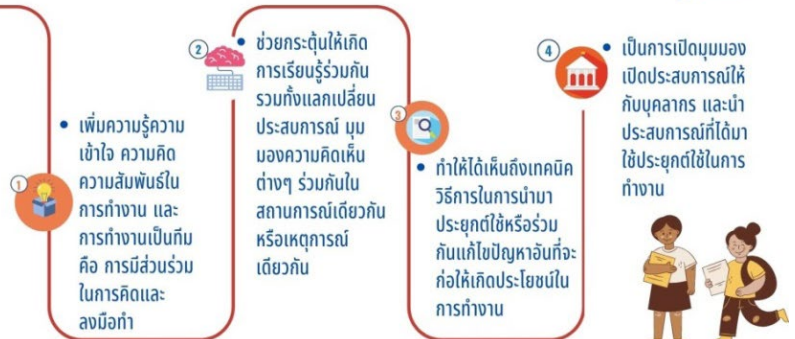 1
• เพิ่มความรู้ความ
เข้าใจ ความคิด
ความสัมพันธ์ใน
การทำงาน และ
การทำงานเป็นทีม
คือ การมีส่วนร่วม
ในการคิดและ
ลงมือทำ
2
• ช่วยกระตุ้นให้เกิด
การเรียนรู้ร่วมกัน
รวมทั้งแลกเปลี่ยน
ประสบการณ์ มุม
มองความคิดเห็น
ต่างๆ ร่วมกันใน
สถานการณ์เดียวกัน
หรือเหตุการณ์
เดียวกัน
3
• ทำให้ได้เห็นถึงเทคนิค
วิธีการในการนำมา
ประยุกต์ใช้หรือร่วม
กันแก้ไขปัญหาอันที่จะ
ก่อให้เกิดประโยชน์ใน
การทำงาน
4
• เป็นการเปิดมุมมอง
เปิดประสบการณ์ให้
กับบุคลากร และนำ
ประสบการณ์ที่ได้มา
ใช้ประยุกต์ใช้ในการ
ทำงาน